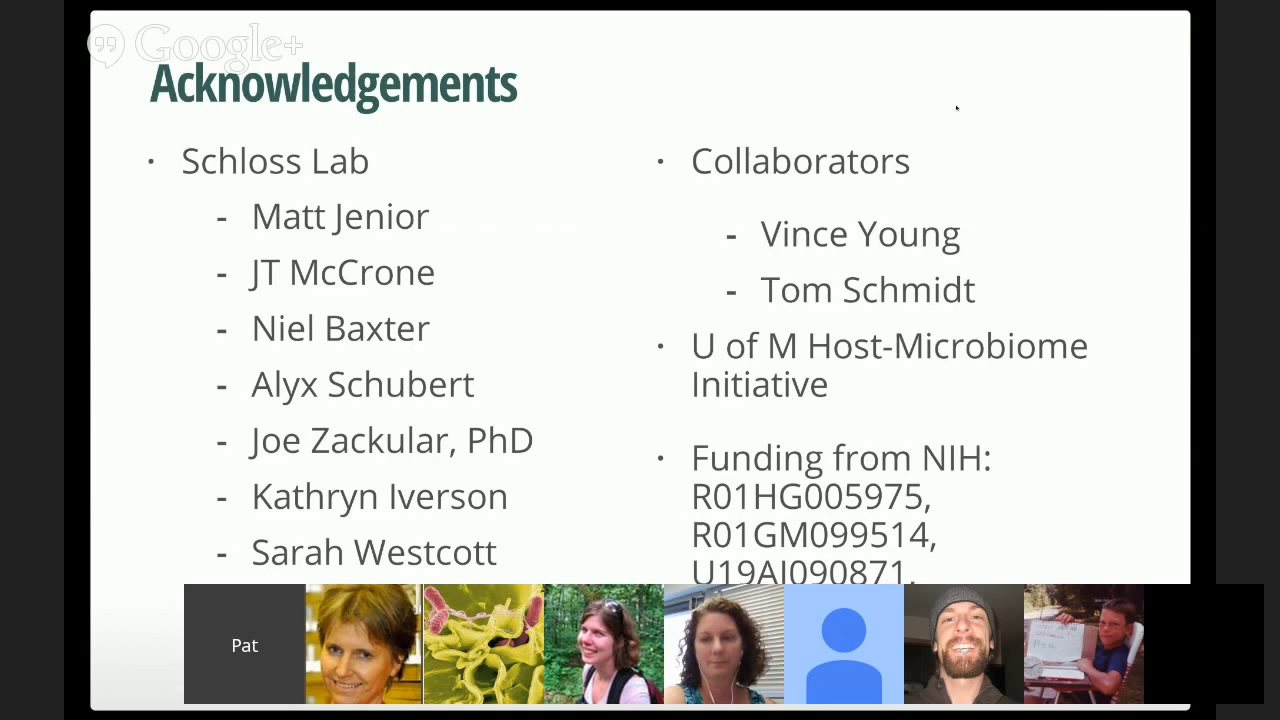 Google+
Acknowledgements
· Schloss Lab
- Matt Jenior
- JT McCrone
- Niel Baxter
- Alyx Schubert
- Joe Zackular, PhD
- Kathryn Iverson
- Sarah Westcott
· Collaborators
- Vince Young
- Tom Schmidt
· U of M Host-Microbiome
Initiative
· Funding from NIH:
R01HG005975,
R01GM099514,
U19AI090871,
Pat